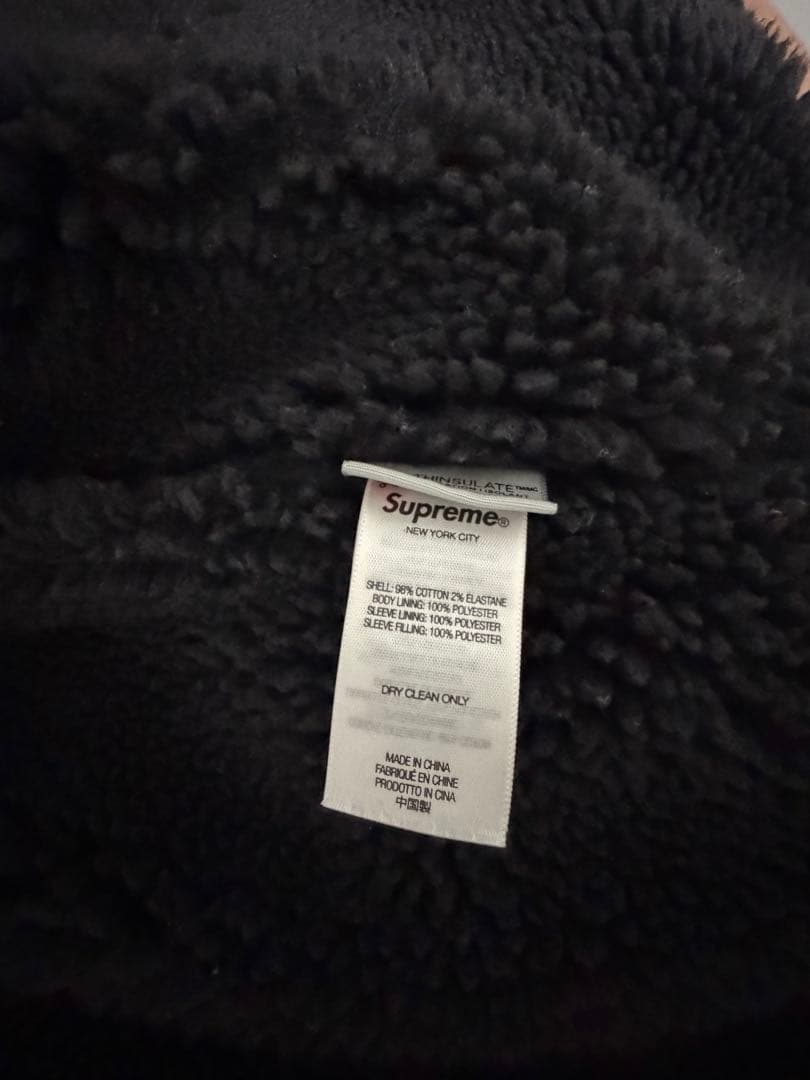 THINSULATE
Supreme®
NEW YORK CITY
SHELL: 98% COTTON 2% ELASTANE
BODY LINING: 100% POLYESTER
SLEEVE LINING: 100% POLYESTER
SLEEVE FILLING: 100% POLYESTER
DRY CLEAN ONLY
MADE IN CHINA
FABRIQUÉ EN CHINE
PRODOTTO IN CINA
中国製